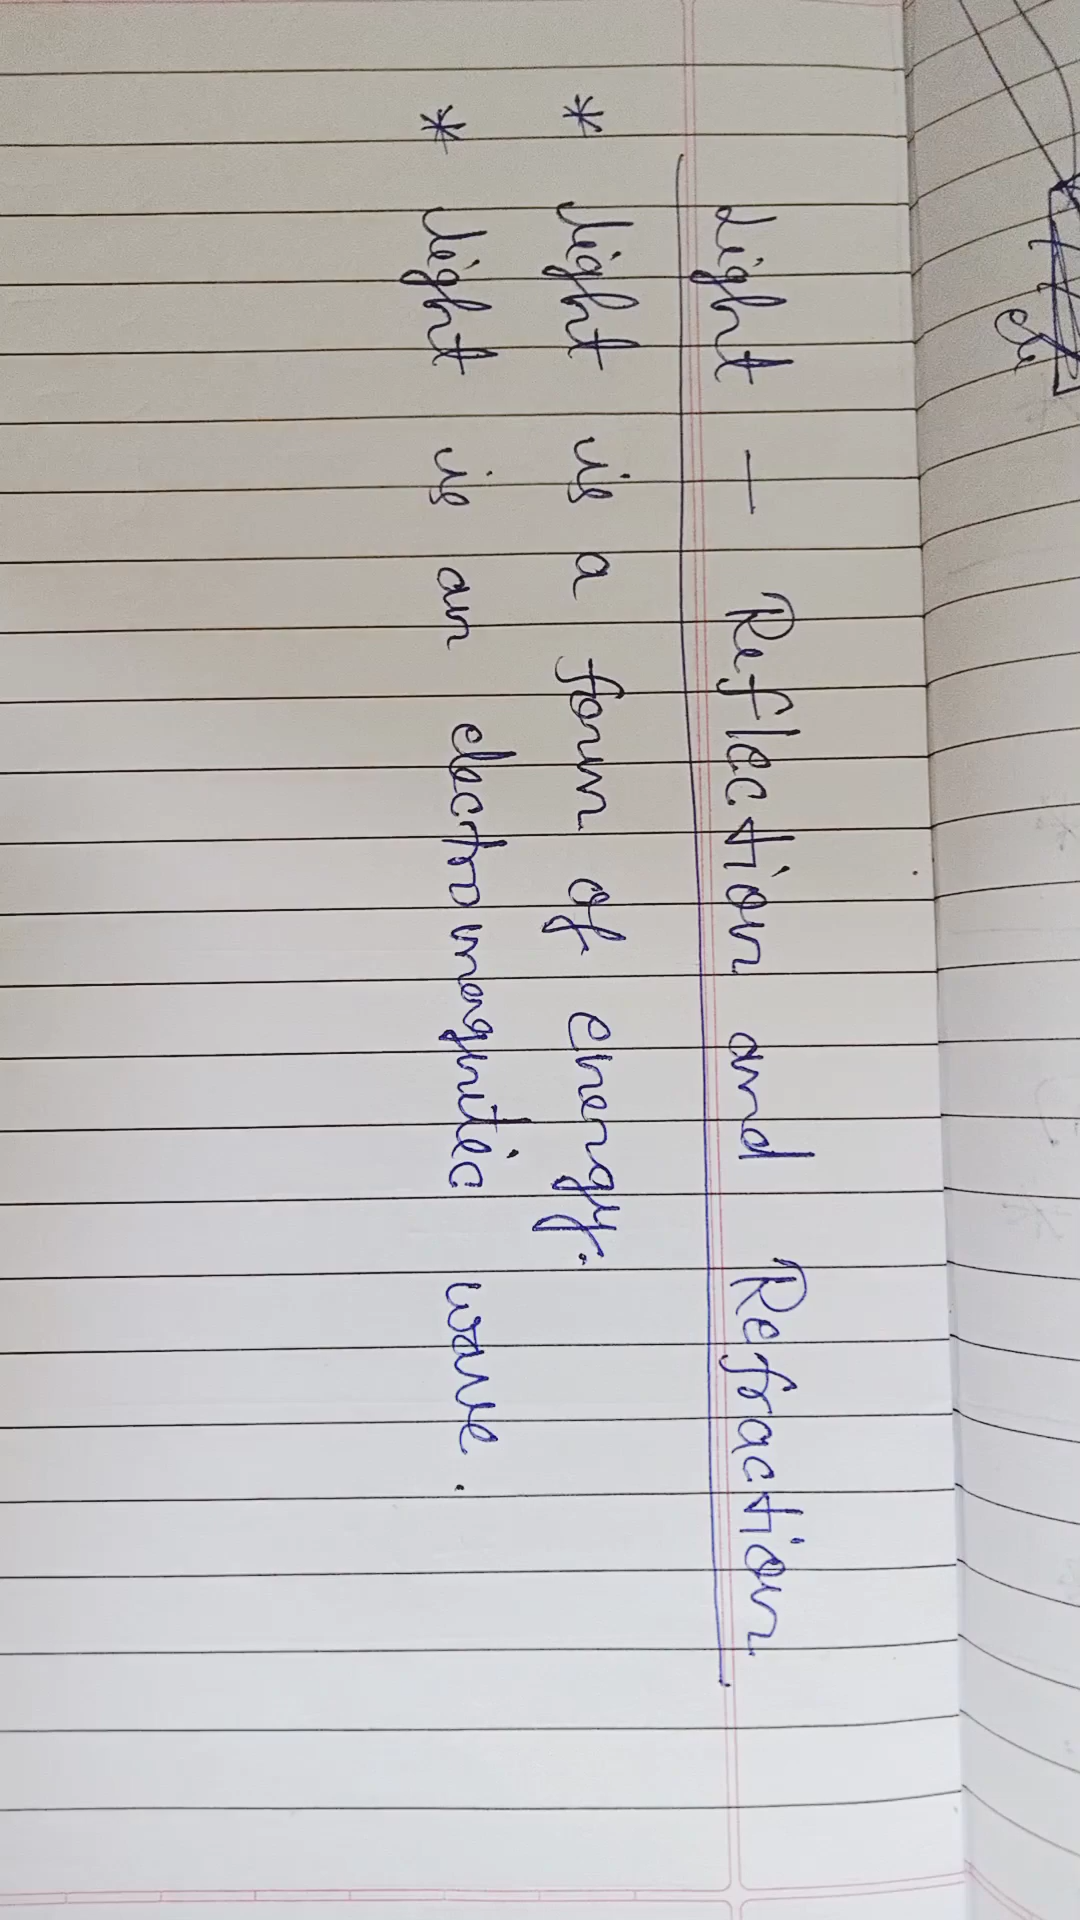 Light — Reflection and Refraction
* Light is a form of energy.
* Light is an electromagnetic wave.